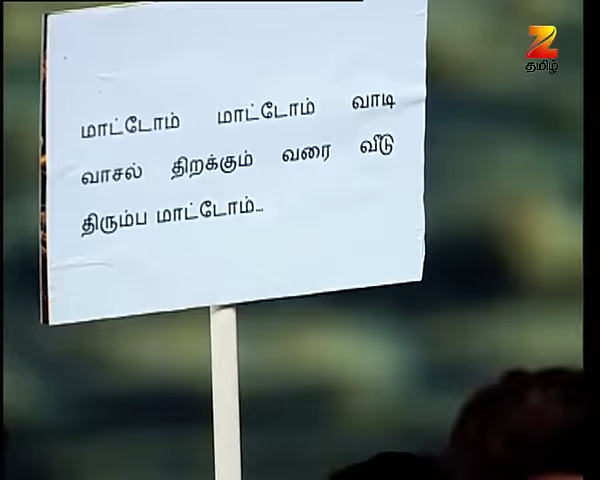 மாட்டோம் மாட்டோம் வாடி
வாசல் திறக்கும் வரை வீடு
திரும்ப மாட்டோம்...
Z
தமிழ்